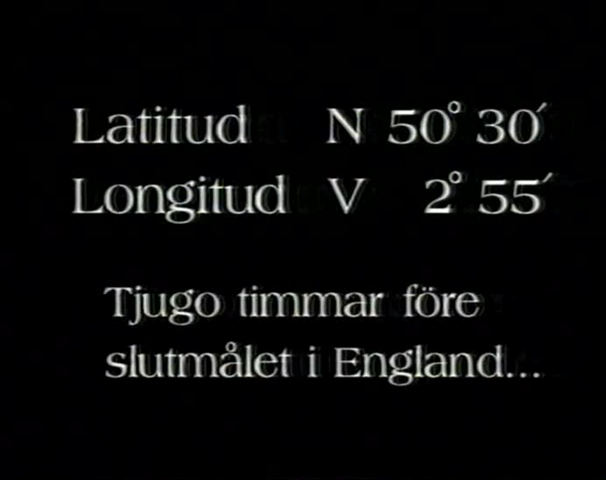 Latitud N 50° 30´
Longitud V 2° 55´
Tjugo timmar före
slutmålet i England...